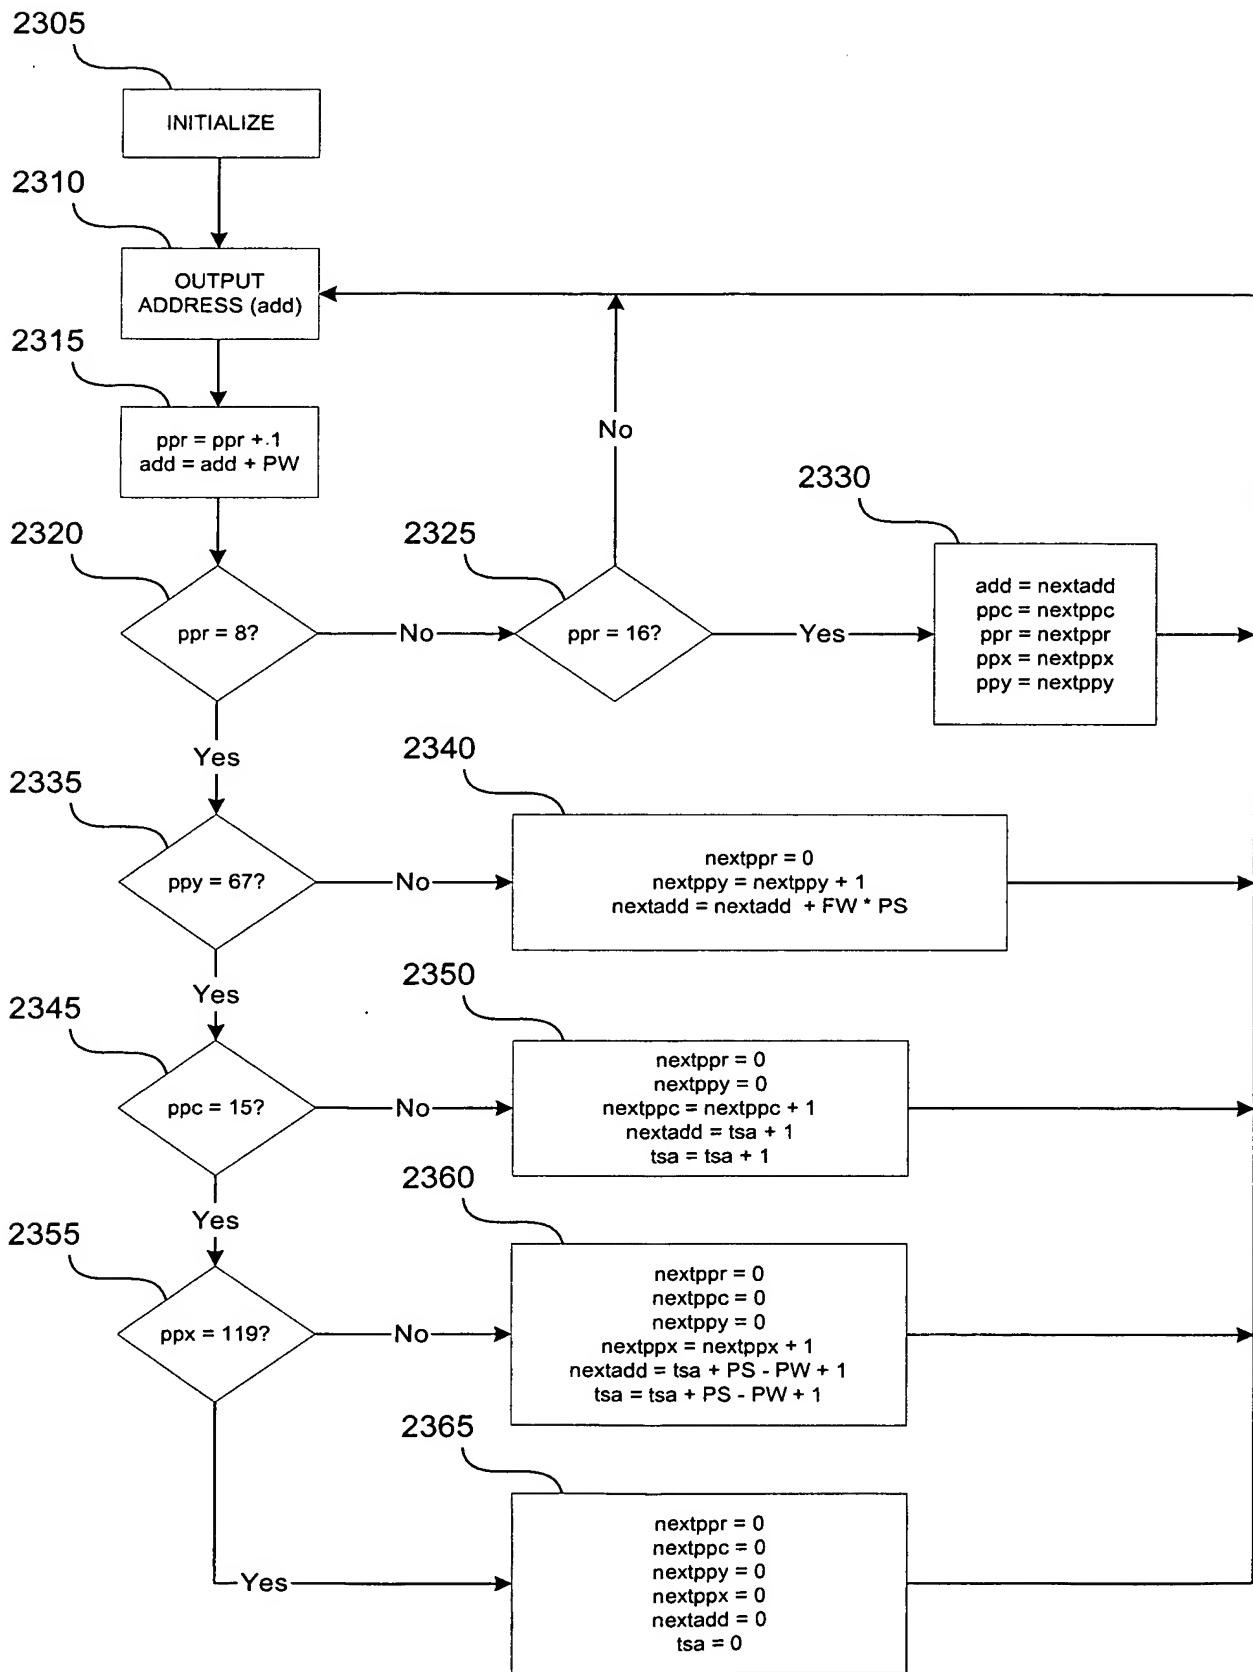 2305
INITIALIZE
2310
OUTPUT
ADDRESS (add)
2315
ppr = ppr +.1
add = add + PW
2320
ppr = 8?
No
2325
ppr = 16?
No
Yes
2330
add = nextadd
ppc = nextppc
ppr = nextppr
ppx = nextppx
ppy = nextppy
Yes
2335
ppy = 67?
No
2340
nextppr = 0
nextppy = nextppy + 1
nextadd = nextadd + FW * PS
Yes
2345
ppc = 15?
No
2350
nextppr = 0
nextppy = 0
nextppc = nextppc + 1
nextadd = tsa + 1
tsa = tsa + 1
Yes
2355
ppx = 119?
No
2360
nextppr = 0
nextppc = 0
nextppy = 0
nextppx = nextppx + 1
nextadd = tsa + PS - PW + 1
tsa = tsa + PS - PW + 1
Yes
2365
nextppr = 0
nextppc = 0
nextppy = 0
nextppx = 0
nextadd = 0
tsa = 0